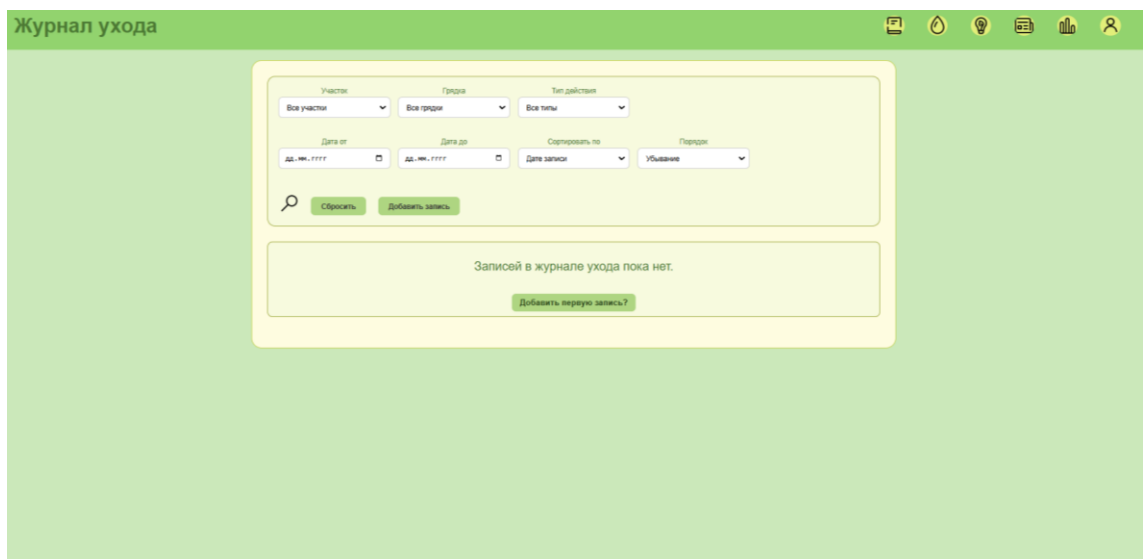 Журнал ухода
Участок Грядка Тип действия
Все участки Все грядки Все типы
Дата от Дата до Сортировать по Порядок
дд.мм.гггг дд.мм.гггг Дате записи Убывание
Сбросить Добавить запись
Записей в журнале ухода пока нет.
Добавить первую запись?